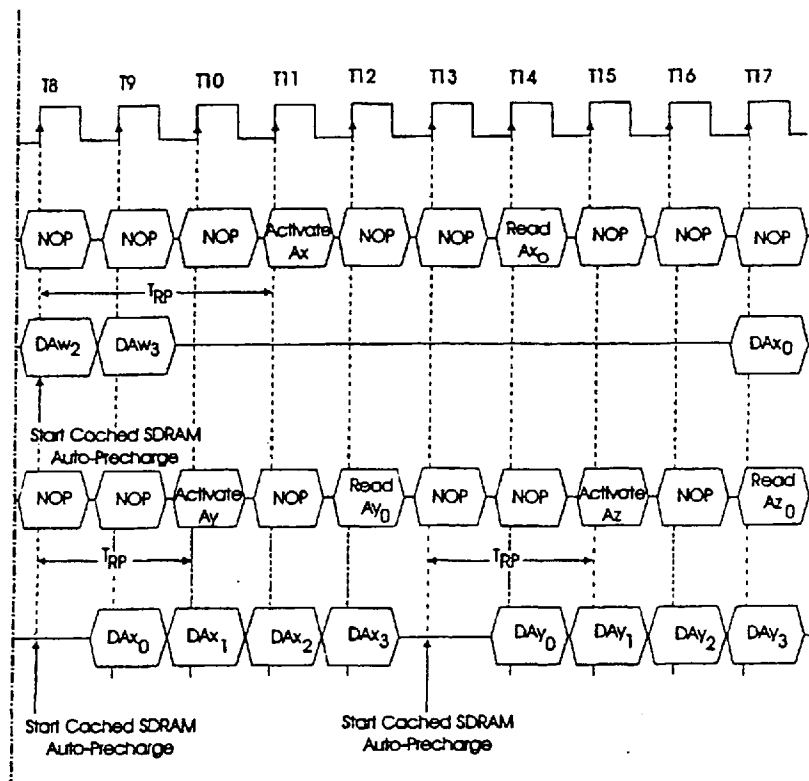 T8 T9 T10 T11 T12 T13 T14 T15 T16 T17
NOP NOP NOP Activate Ax NOP NOP Read Ax0 NOP NOP NOP
TRP
DAw2 DAw3 DAx0
Start Cached SDRAM
Auto-Precharge
NOP NOP Activate Ay NOP Read Ay0 NOP NOP Activate Az NOP Read Az0
TRP TRP
DAx0 DAx1 DAx2 DAx3 DAy0 DAy1 DAy2 DAy3
Start Cached SDRAM Start Cached SDRAM
Auto-Precharge Auto-Precharge